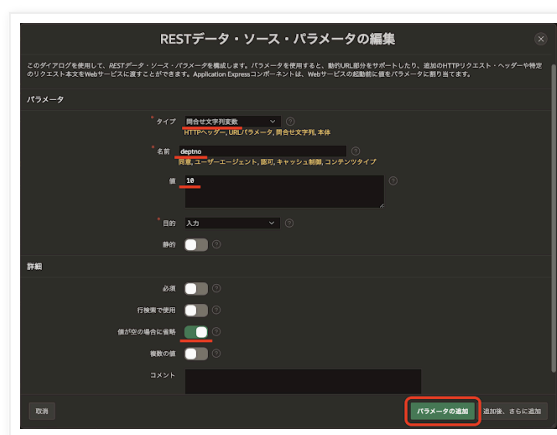 RESTデータ・ソース・パラメータの編集
このダイアログを使用して、RESTデータ・ソース・パラメータを構成します。パラメータを使用すると、動的URL部分をサポートしたり、追加のHTTPリクエスト・ヘッダーや特定
のリクエスト本文をWebサービスに渡すことができます。Application Expressコンポーネントは、Webサービスの起動前に値をパラメータに割り当てます。
パラメータ
* タイプ 問合せ文字列変数
HTTPヘッダー, URLパラメータ, 問合せ文字列, 本体
* 名前 deptno
同意, ユーザーエージェント, 認可, キャッシュ制御, コンテンツタイプ
値 10
* 目的 入力
静的
詳細
必須
行検索で使用
値が空の場合に省略
複数の値
コメント
取消 パラメータの追加 追加後、さらに追加